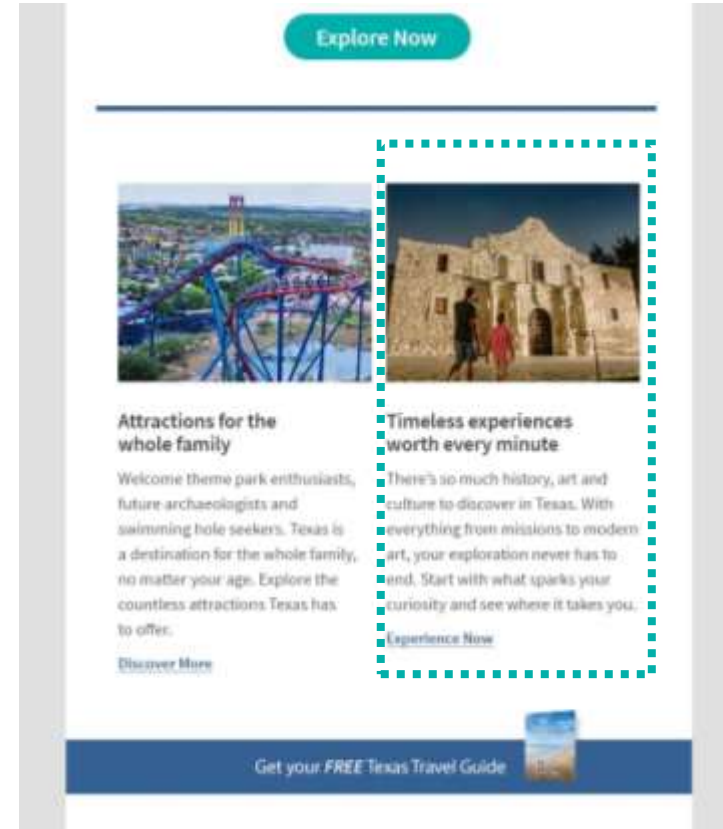 Explore Now
Attractions for the
whole family
Welcome theme park enthusiasts,
future archaeologists and
swimming hole seekers. Texas is
a destination for the whole family,
no matter your age. Explore the
countless attractions Texas has
to offer.
Discover More
Timeless experiences
worth every minute
There's so much history, art and
culture to discover in Texas. With
everything from missions to modern
art, your exploration never has to
end. Start with what sparks your
curiosity and see where it takes you.
Experience Now
Get your FREE Texas Travel Guide